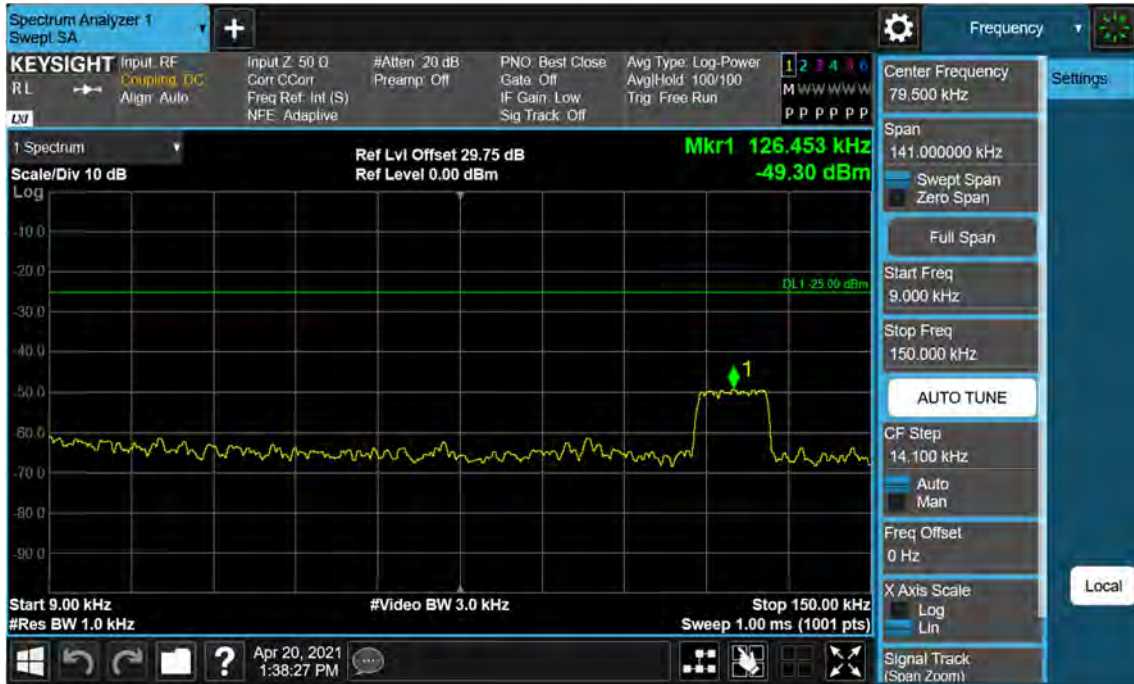 Spectrum Analyzer 1
Swept SA
Frequency
KEYSIGHT
RL
LXI
Input: RF
Coupling: DC
Align: Auto
Input Z: 50 Ω
Corr CCorr
Freq Ref: Int (S)
NFE: Adaptive
#Atten: 20 dB
Preamp: Off
PNO: Best Close
Gate: Off
IF Gain: Low
Sig Track: Off
Avg Type: Log-Power
Avg|Hold: 100/100
Trig: Free Run
1 2 3 4 5 6
M W W W W W
P P P P P P
1 Spectrum
Scale/Div 10 dB
Log
Ref Lvl Offset 29.75 dB
Ref Level 0.00 dBm
Mkr1 126.453 kHz
-49.30 dBm
-10.0
-20.0
DL1 -25.00 dBm
-30.0
-40.0
1
-50.0
-60.0
-70.0
-90.0
Start 9.00 kHz
#Res BW 1.0 kHz
#Video BW 3.0 kHz
Stop 150.00 kHz
Sweep 1.00 ms (1001 pts)
Apr 20, 2021
1:38:27 PM
Center Frequency
79.500 kHz
Span
141.000000 kHz
Swept Span
Zero Span
Full Span
Start Freq
9.000 kHz
Stop Freq
150.000 kHz
AUTO TUNE
CF Step
14.100 kHz
Auto
Man
Freq Offset
0 Hz
X Axis Scale
Log
Lin
Signal Track
(Span Zoom)
Settings
Local